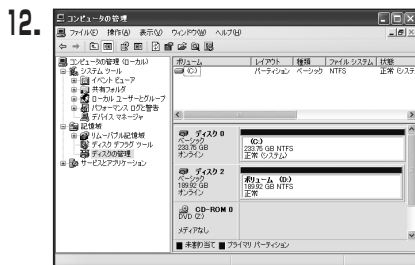 12.
コンピュータの管理
ファイル(F) 操作(A) 表示(V) ウィンドウ(W) ヘルプ(H)
コンピュータの管理 (ローカル)
システム ツール
イベント ビューア
共有フォルダ
ローカル ユーザーとグループ
パフォーマンス ログと警告
デバイス マネージャ
記憶域
リムーバブル記憶域
ディスク デフラグ ツール
ディスクの管理
サービスとアプリケーション
ボリューム レイアウト 種類 ファイル システム 状態
(C:) パーティション ベーシック NTFS 正常 (システ
ディスク 0
ベーシック
233.76 GB
オンライン
(C:)
233.76 GB NTFS
正常 (システム)
ディスク 2
ベーシック
189.92 GB
オンライン
ボリューム (D:)
189.92 GB NTFS
正常
CD-ROM 0
DVD (Z:)
メディアなし
未割り当て プライマリ パーティション